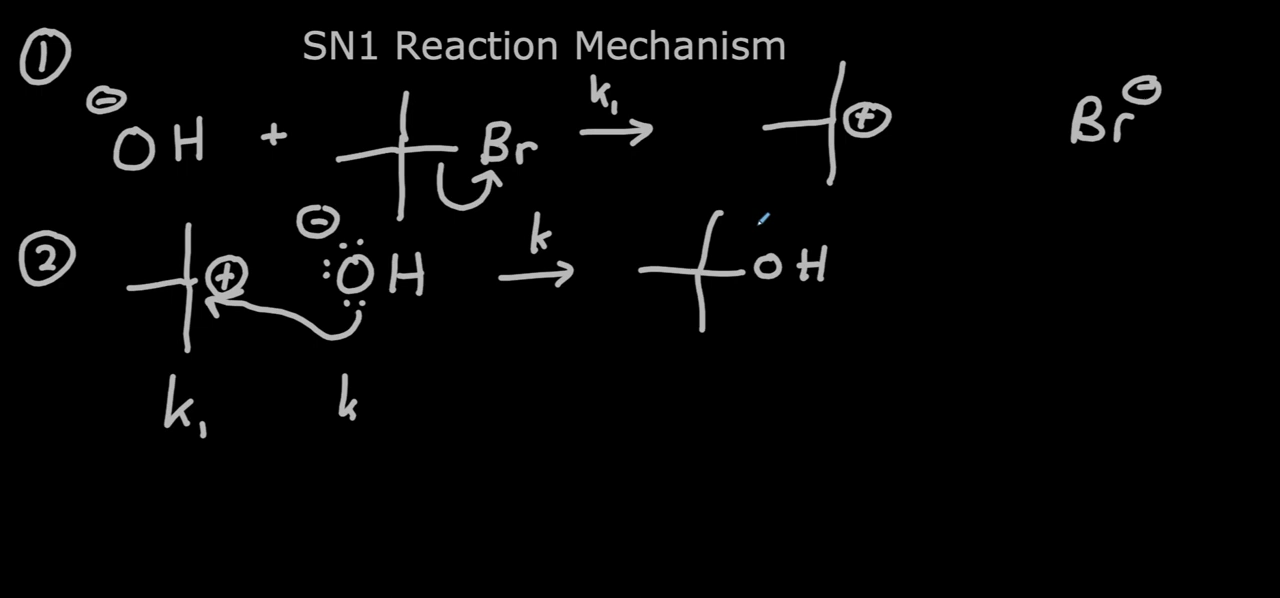 SN1 Reaction Mechanism
①
⊖OH + Br k₁ → ⊕ Br⊖
② ⊕ ⊖:OH k → OH
k₁ k